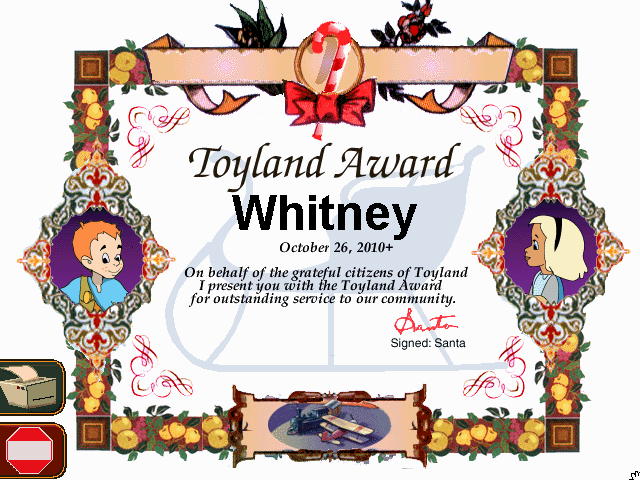 Toyland Award
Whitney
October 26, 2010+
On behalf of the grateful citizens of Toyland
I present you with the Toyland Award
for outstanding service to our community.
Santa
Signed: Santa